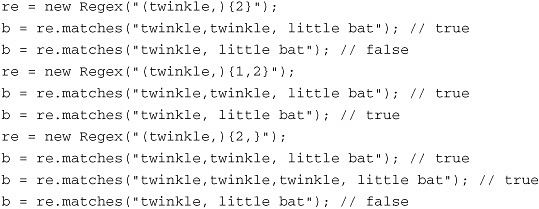 re = new Regex("(twinkle,){2}");
b = re.matches("twinkle,twinkle, little bat"); // true
b = re.matches("twinkle, little bat"); // false
re = new Regex("(twinkle,){1,2}");
b = re.matches("twinkle,twinkle, little bat"); // true
b = re.matches("twinkle, little bat"); // true
re = new Regex("(twinkle,){2,}");
b = re.matches("twinkle,twinkle, little bat"); // true
b = re.matches("twinkle,twinkle,twinkle, little bat"); // true
b = re.matches("twinkle, little bat"); // false